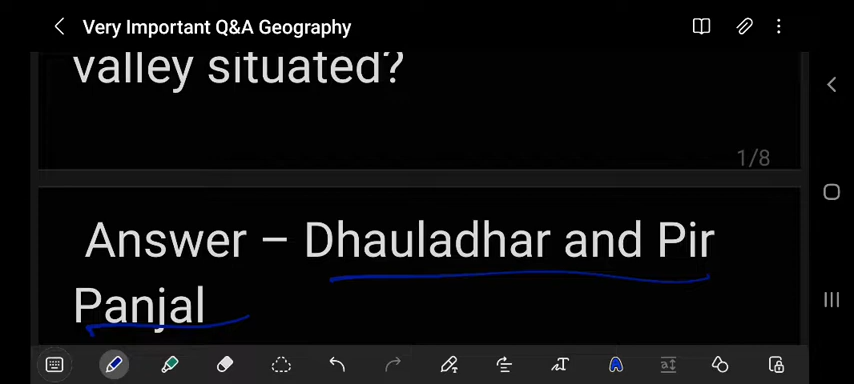 Very Important Q&A Geography
valley situated?
1/8
Answer – Dhauladhar and Pir
Panjal